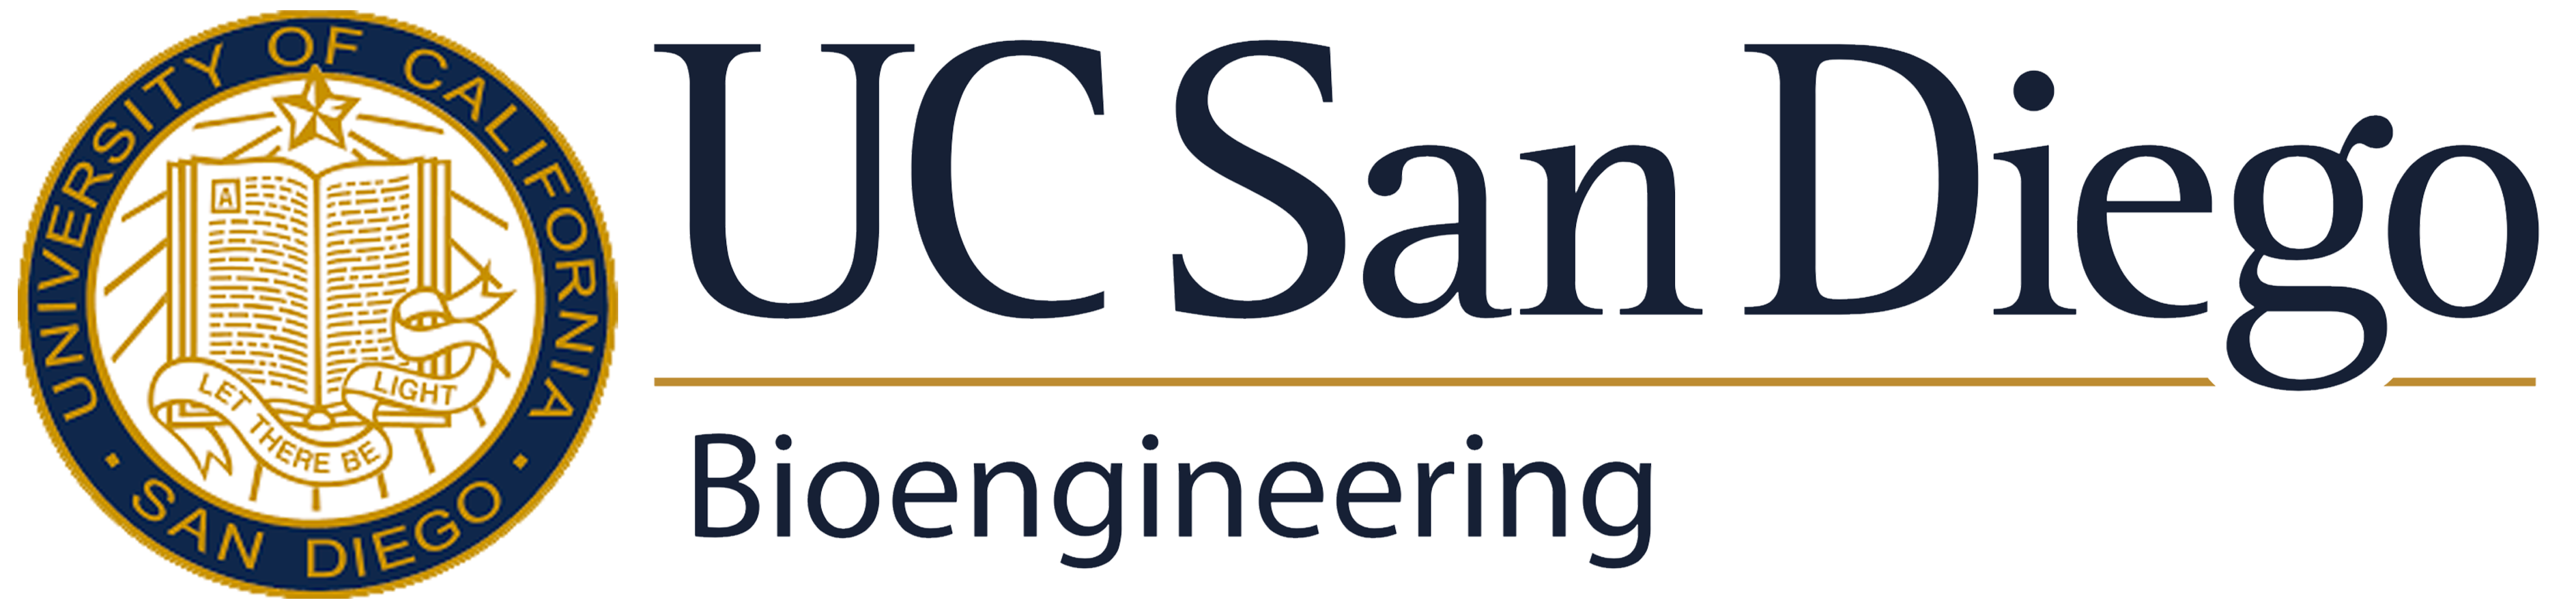 UNIVERSITY OF CALIFORNIA
SAN DIEGO
A
LET THERE BE LIGHT
UC San Diego
Bioengineering